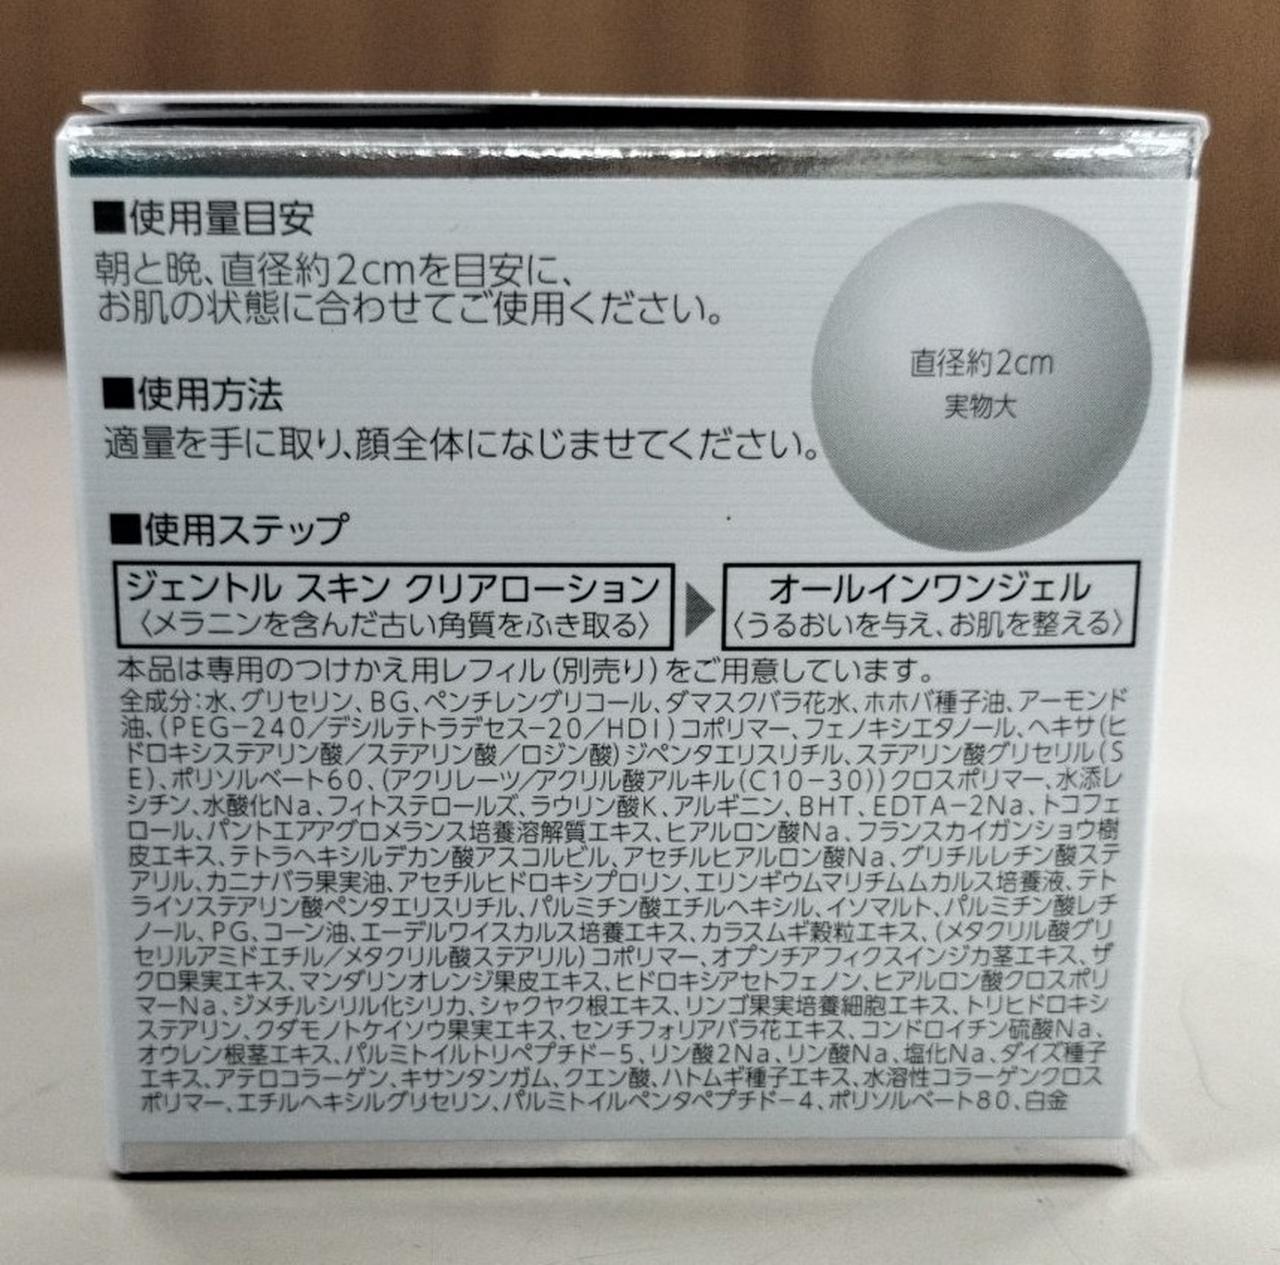 ■使用量目安
朝と晩、直径約2cmを目安に、
お肌の状態に合わせてご使用ください。
直径約2cm
実物大
■使用方法
適量を手に取り、顔全体になじませてください。
■使用ステップ
ジェントル スキン クリアローション
〈メラニンを含んだ古い角質をふき取る〉
オールインワンジェル
〈うるおいを与え、お肌を整える〉
本品は専用のつけかえ用レフィル(別売り)をご用意しています。
全成分:水、グリセリン、BG、ペンチレングリコール、ダマスクバラ花水、ホホバ種子油、アーモンド
油、(PEG-240/デシルテトラデセス-20/HDI)コポリマー、フェノキシエタノール、ヘキサ(ヒ
ドロキシステアリン酸/ステアリン酸/ロジン酸)ジペンタエリスリチル、ステアリン酸グリセリル(S
E)、ポリソルベート60、(アクリレーツ/アクリル酸アルキル(C10-30))クロスポリマー、水添レ
シチン、水酸化Na、フィトステロールズ、ラウリン酸K、アルギニン、BHT、EDTA-2Na、トコフェ
ロール、パントエアアグロメランス培養溶解質エキス、ヒアルロン酸Na、フランスカイガンショウ樹
皮エキス、テトラヘキシルデカン酸アスコルビル、アセチルヒアルロン酸Na、グリチルレチン酸ステ
アリル、カニナバラ果実油、アセチルヒドロキシプロリン、エリンギウムマリチムムカルス培養液、テト
ライソステアリン酸ペンタエリスリチル、パルミチン酸エチルヘキシル、イソマルト、パルミチン酸レチ
ノール、PG、コーン油、エーデルワイスカルス培養エキス、カラスムギ穀粒エキス、(メタクリル酸グリ
セリルアミドエチル/メタクリル酸ステアリル)コポリマー、オプンチアフィクスインジカ茎エキス、ザ
クロ果実エキス、マンダリンオレンジ果皮エキス、ヒドロキシアセトフェノン、ヒアルロン酸クロスポリ
マーNa、ジメチルシリル化シリカ、シャクヤク根エキス、リンゴ果実培養細胞エキス、トリヒドロキシ
ステアリン、クダモノトケイソウ果実エキス、センチフォリアバラ花エキス、コンドロイチン硫酸Na、
オウレン根茎エキス、パルミトイルトリペプチド-5、リン酸2Na、リン酸Na、塩化Na、ダイズ種子
エキス、アテロコラーゲン、キサンタンガム、クエン酸、ハトムギ種子エキス、水溶性コラーゲンクロス
ポリマー、エチルヘキシルグリセリン、パルミトイルペンタペプチド-4、ポリソルベート80、白金